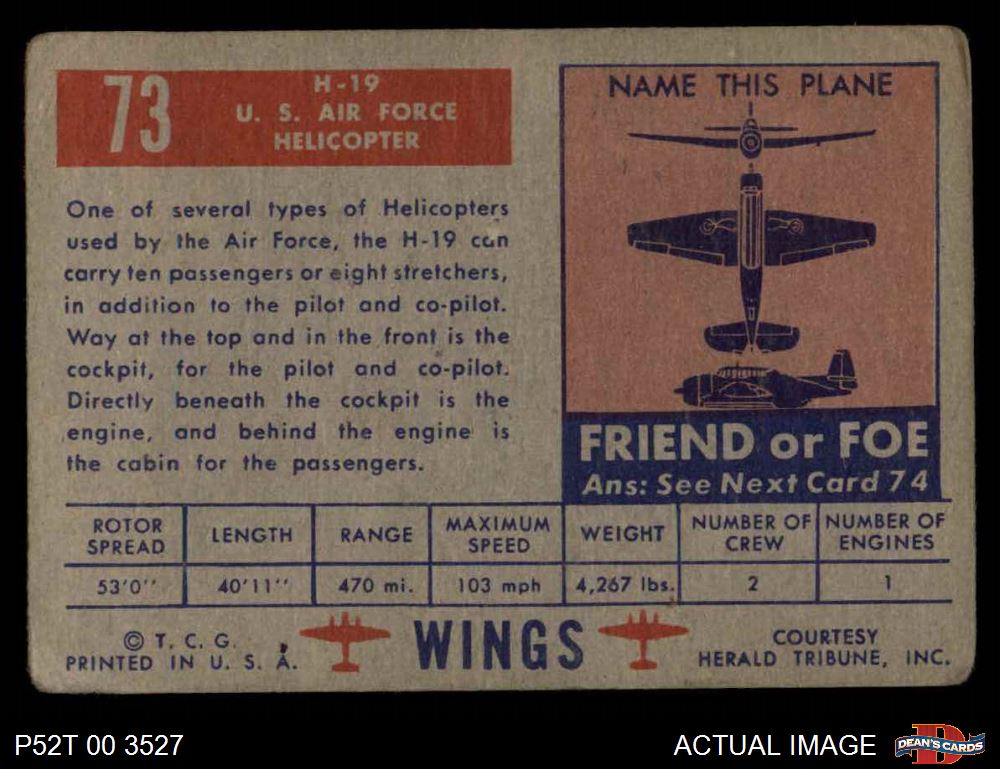 73
H-19
U. S. AIR FORCE
HELICOPTER
One of several types of Helicopters
used by the Air Force, the H-19 can
carry ten passengers or eight stretchers,
in addition to the pilot and co-pilot.
Way at the top and in the front is the
cockpit, for the pilot and co-pilot.
Directly beneath the cockpit is the
engine, and behind the engine is
the cabin for the passengers.
NAME THIS PLANE
FRIEND or FOE
Ans: See Next Card 74
ROTOR SPREAD LENGTH RANGE MAXIMUM SPEED WEIGHT NUMBER OF CREW NUMBER OF ENGINES
53'0'' 40'11'' 470 mi. 103 mph 4,267 lbs. 2 1
© T. C. G.
PRINTED IN U. S. A.
WINGS
COURTESY
HERALD TRIBUNE, INC.
P52T 00 3527
ACTUAL IMAGE
D
DEAN'S CARDS